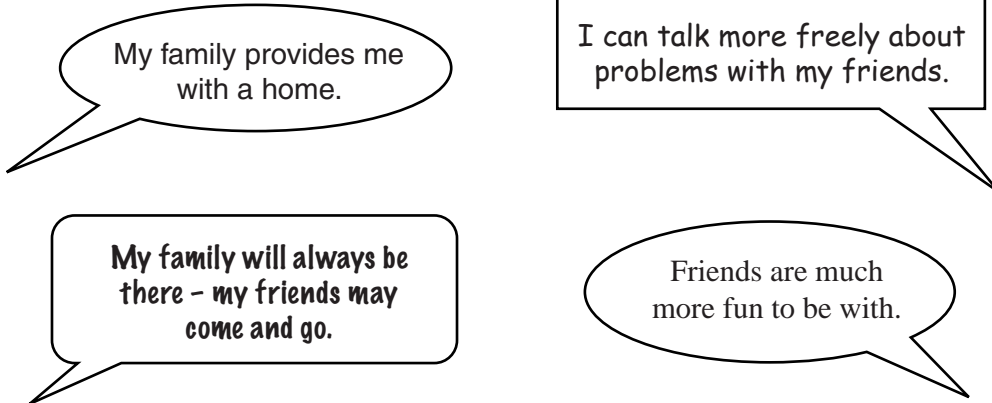 My family provides me
with a home.
I can talk more freely about
problems with my friends.
My family will always be
there – my friends may
come and go.
Friends are much
more fun to be with.